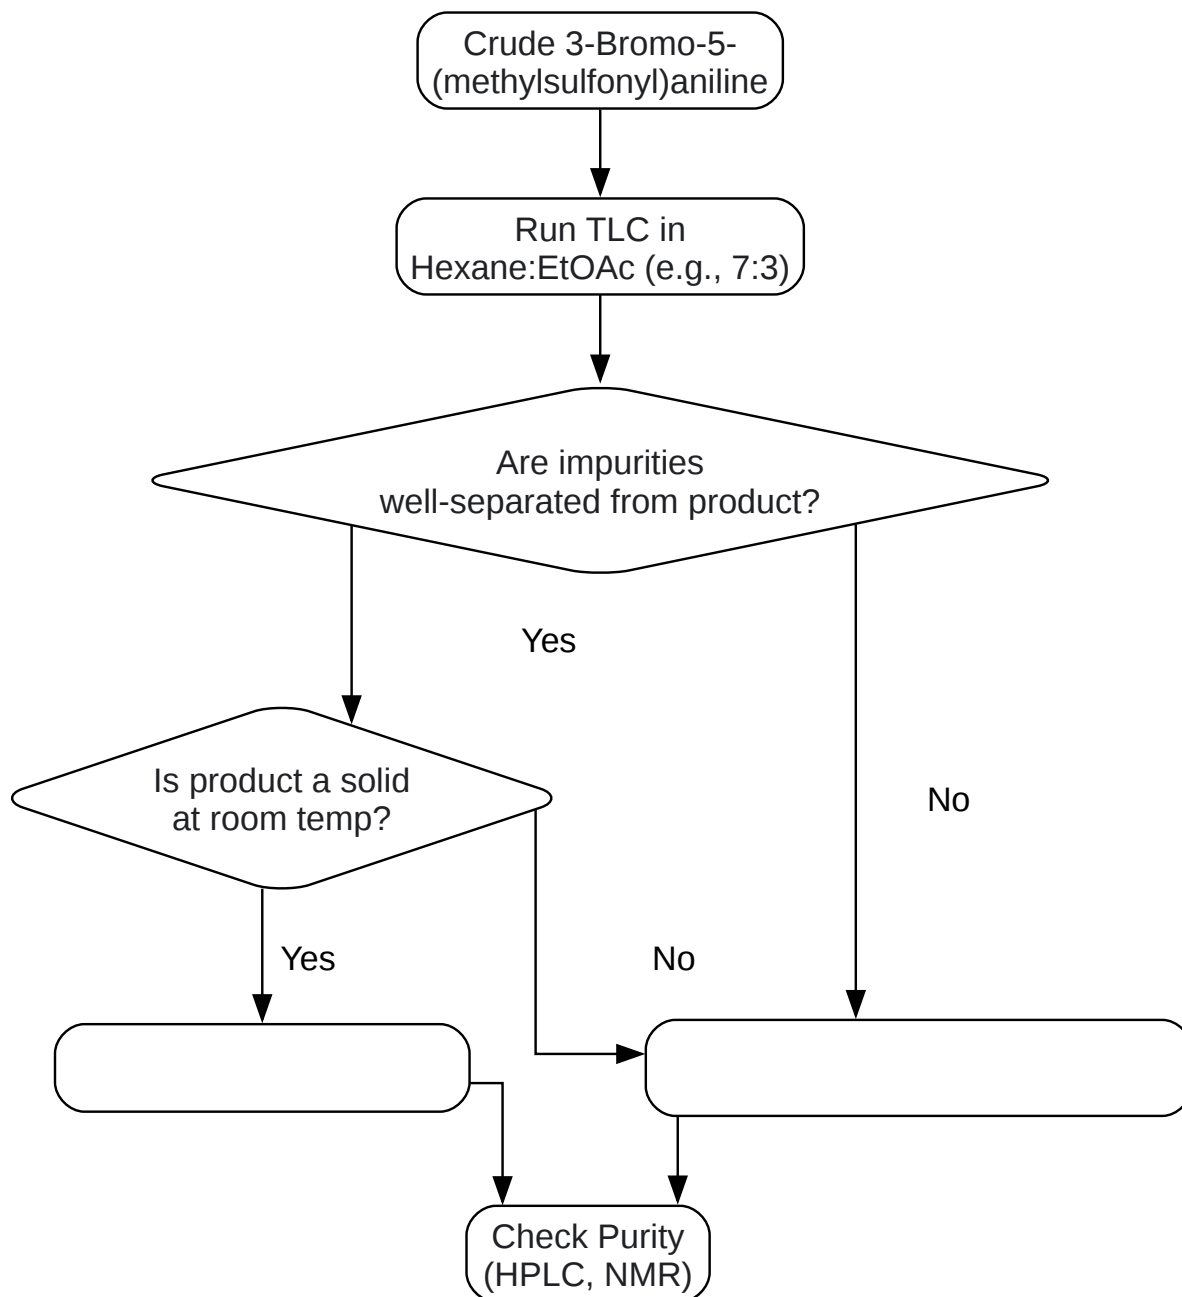 Crude 3-Bromo-5-
(methylsulfonyl)aniline
Run TLC in
Hexane:EtOAc (e.g., 7:3)
Are impurities
well-separated from product?
Yes
Is product a solid
at room temp?
No
Yes
No
Check Purity
(HPLC, NMR)